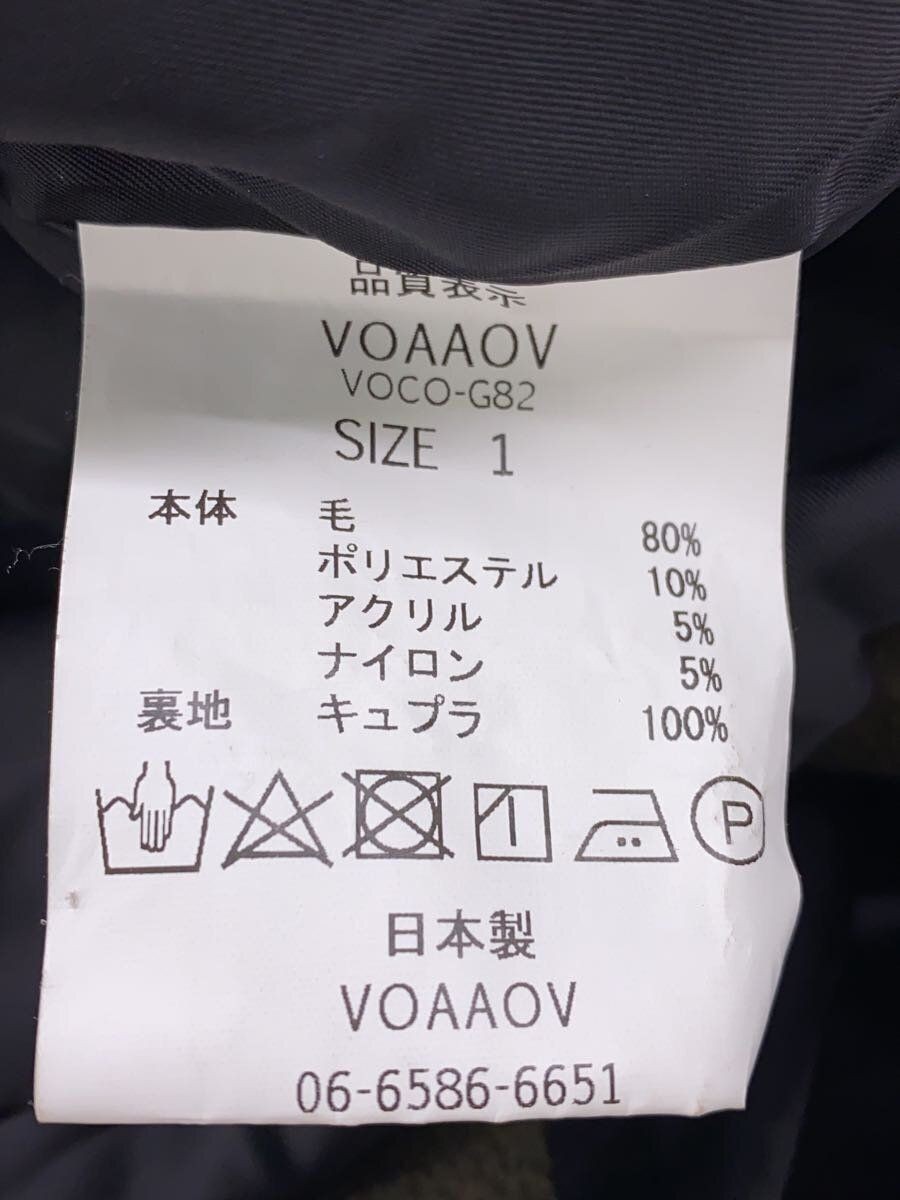 品質表示
VOAAOV
VOCO-G82
SIZE 1
本体 毛 80%
ポリエステル 10%
アクリル 5%
ナイロン 5%
裏地 キュプラ 100%
P
日本製
VOAAOV
06-6586-6651